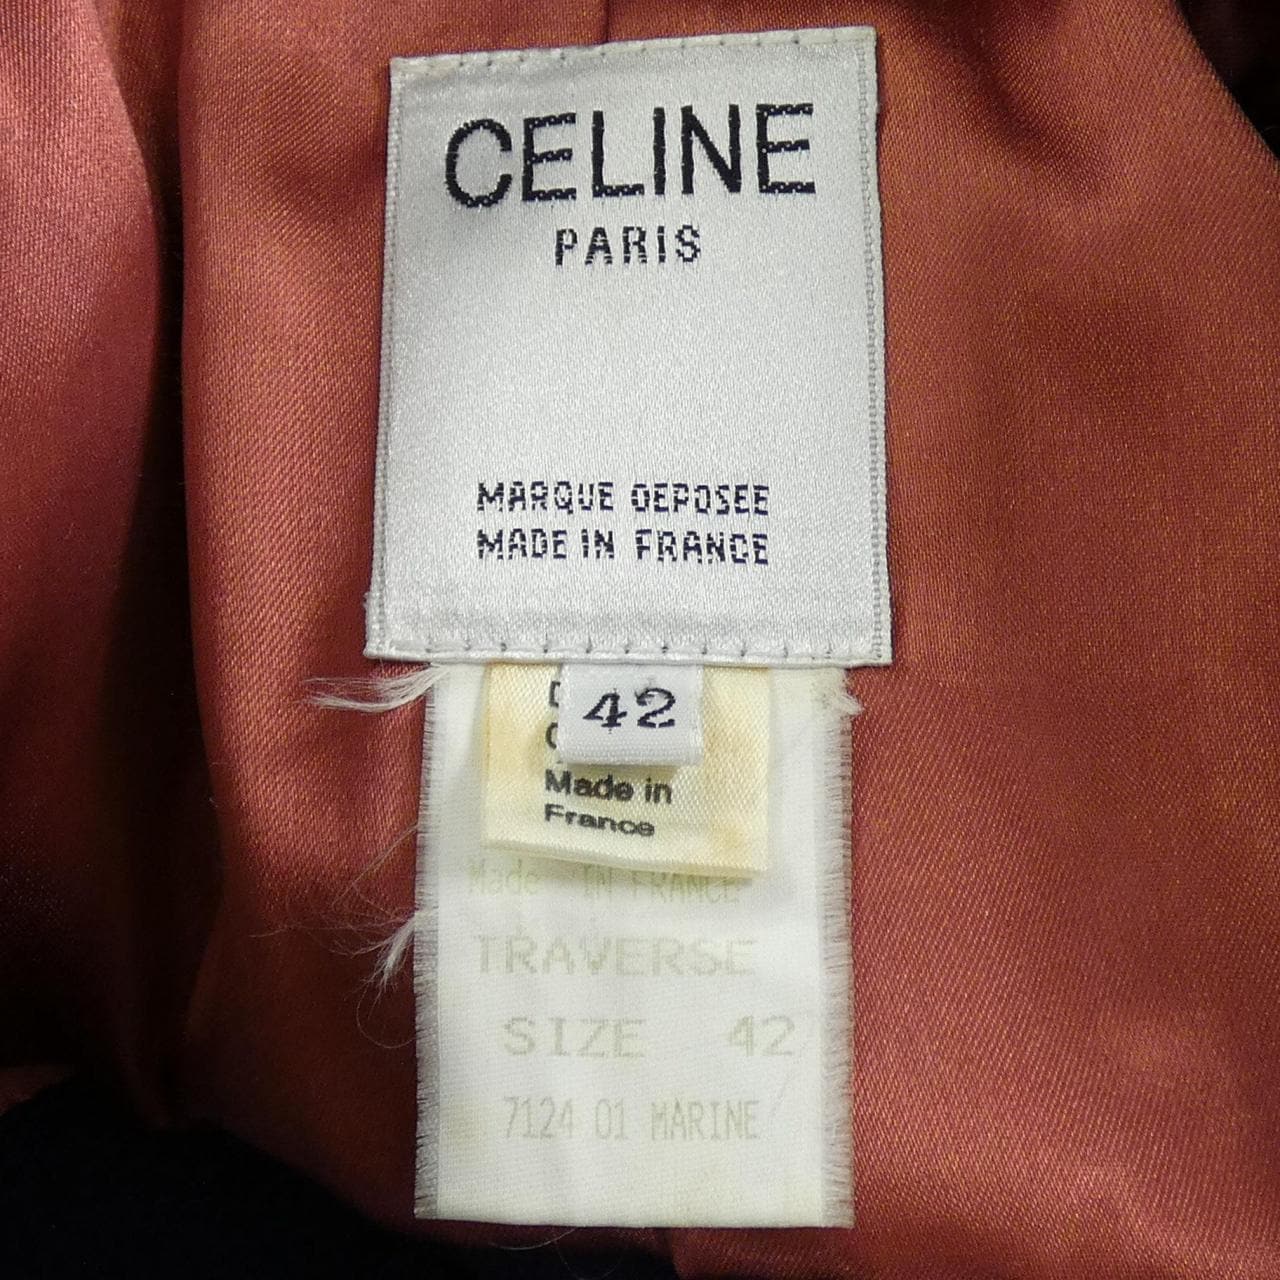 CELINE
PARIS
MARQUE DEPOSEE
MADE IN FRANCE
42
Made in
France
Made IN FRANCE
TRAVERSE
SIZE 42
7124 01 MARINE